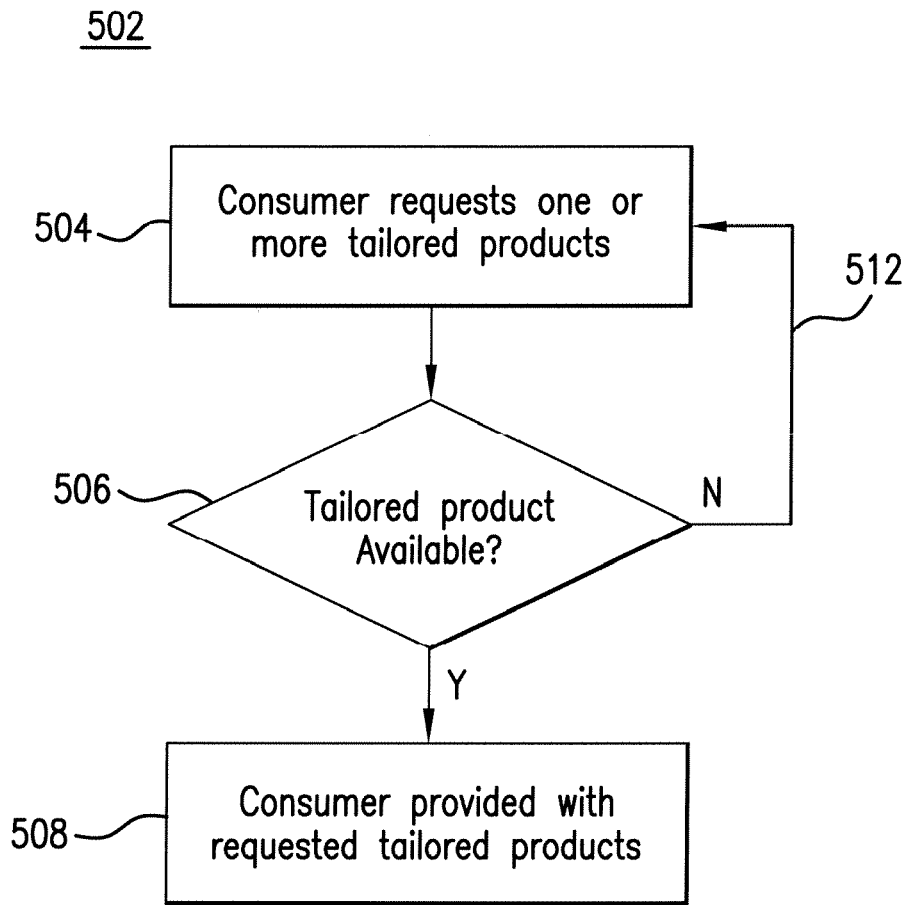 502
Consumer requests one or
more tailored products
504
512
Tailored product
Available?
506
N
Y
Consumer provided with
requested tailored products
508